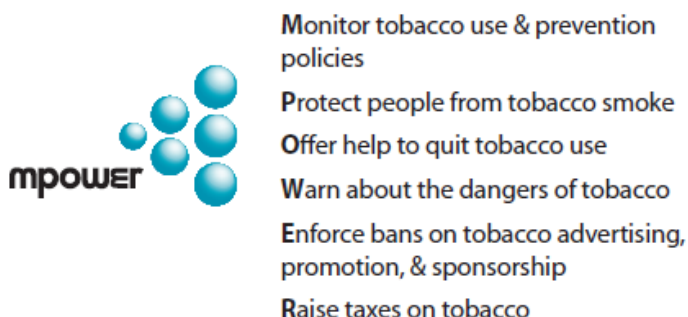 mpower
Monitor tobacco use & prevention
policies
Protect people from tobacco smoke
Offer help to quit tobacco use
Warn about the dangers of tobacco
Enforce bans on tobacco advertising,
promotion, & sponsorship
Raise taxes on tobacco